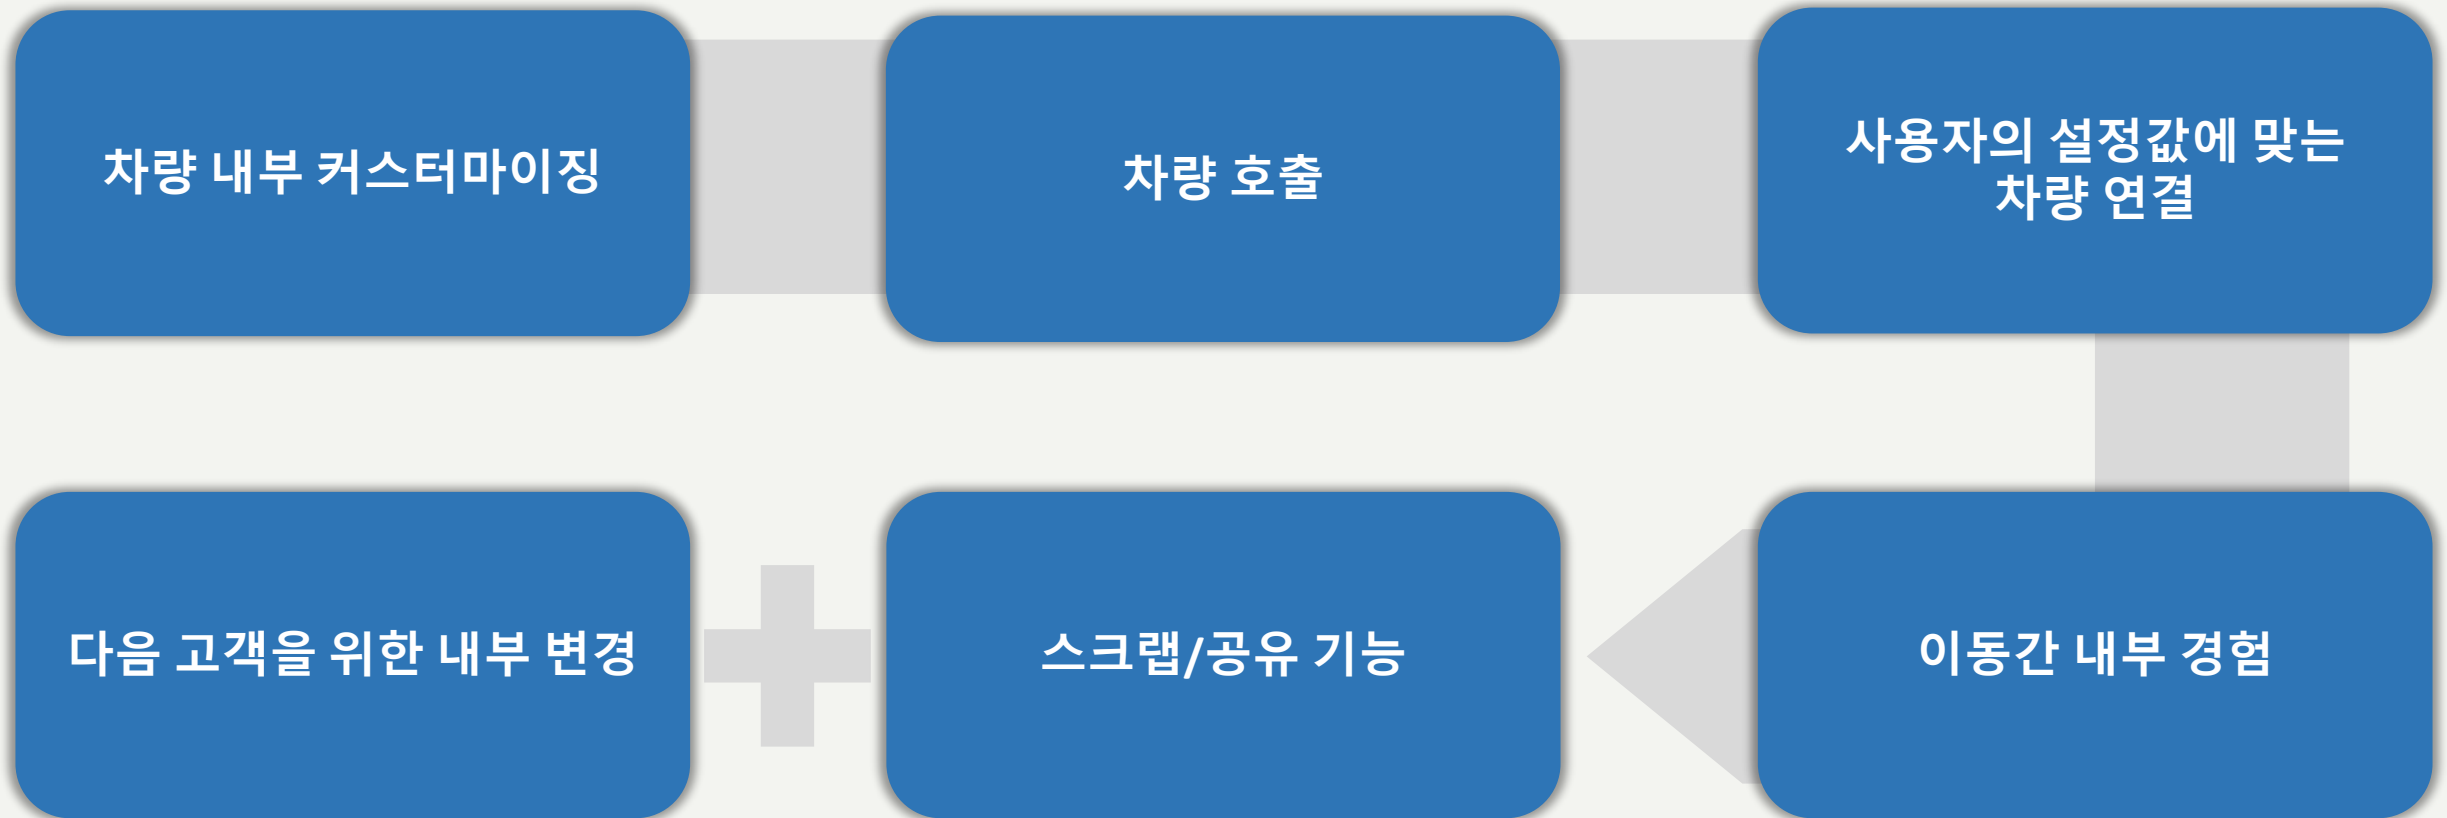 차량 내부 커스터마이징
차량 호출
사용자의 설정값에 맞는
차량 연결
다음 고객을 위한 내부 변경
스크랩/공유 기능
이동간 내부 경험